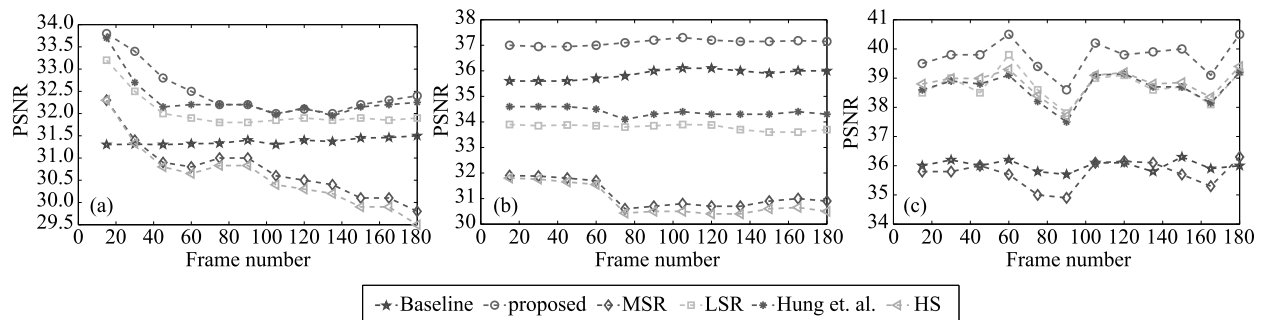 34.0
33.5
33.0
32.5
32.0
31.5
31.0
30.5
30.0
29.5
PSNR
(a)
0 20 40 60 80 100 120 140 160 180
Frame number
38
37
36
35
34
33
32
31
30
PSNR
(b)
0 20 40 60 80 100 120 140 160 180
Frame number
41
40
39
38
37
36
35
34
PSNR
(c)
0 20 40 60 80 100 120 140 160 180
Frame number
Baseline proposed MSR LSR Hung et. al. HS